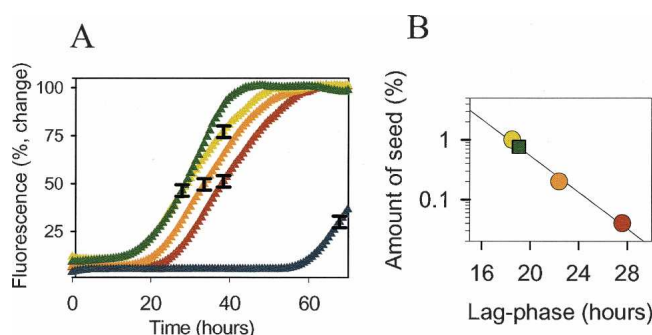 A
Fluorescence (%, change)
100
75
50
25
0
20
40
60
Time (hours)
B
Amount of seed (%)
1
0.1
16
20
24
28
Lag-phase (hours)